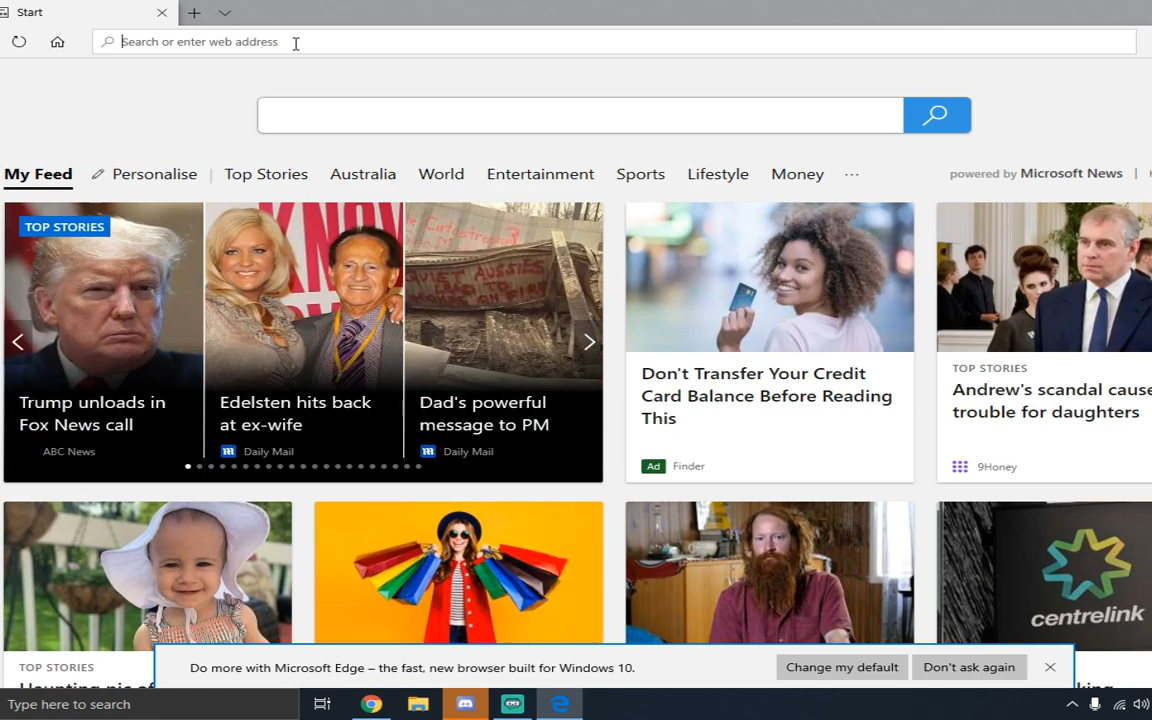 Start
Search or enter web address
My Feed
Personalise
Top Stories
Australia
World
Entertainment
Sports
Lifestyle
Money
...
powered by Microsoft News
TOP STORIES
Trump unloads in
Fox News call
ABC News
Edelsten hits back
at ex-wife
Daily Mail
Dad's powerful
message to PM
Daily Mail
Don't Transfer Your Credit
Card Balance Before Reading
This
Ad Finder
TOP STORIES
Andrew's scandal cause
trouble for daughters
9Honey
TOP STORIES
centrelink
Do more with Microsoft Edge – the fast, new browser built for Windows 10.
Change my default
Don't ask again
Type here to search